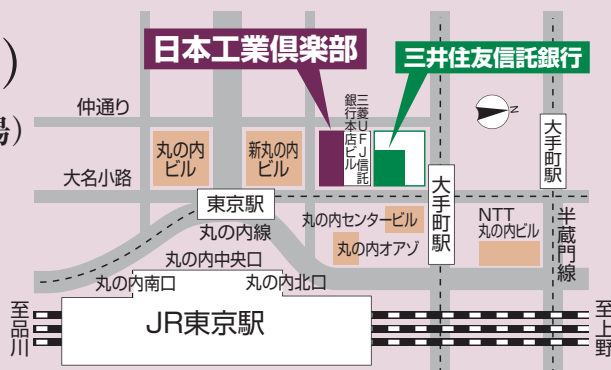 )
場)
日本工業倶楽部
三井住友信託銀行
仲通り
丸の内
ビル
新丸の内
ビル
三菱UFJ信託
銀行本店ビル
N
大手町駅
大名小路
東京駅
丸の内線
丸の内センタービル
丸の内オアゾ
大手町駅
NTT
丸の内ビル
半蔵門線
丸の内中央口
丸の内南口
丸の内北口
至品川
JR東京駅
至上野